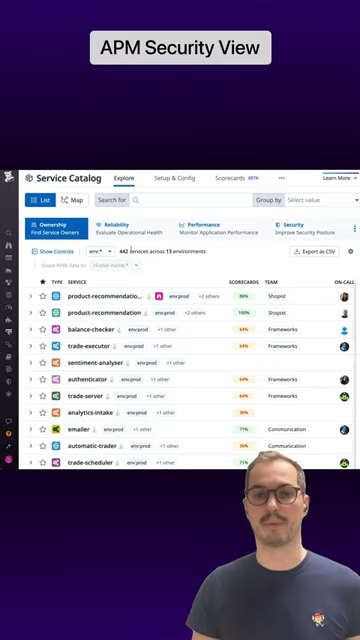 APM Security View
Service Catalog Explore Setup & Config Scorecards BETA ••• Learn More
List Map Search for Group by Select value
Ownership Reliability Performance Security
Find Service Owners Evaluate Operational Health Monitor Application Performance Improve Security Posture
Show Controls env:* 442 services across 13 environments Export as CSV
Scope APM data to: cluster-name:*
TYPE SERVICE SCORECARDS TEAM ON-CALL
product-recommendatio... env:prod +2 others 86% Shopist
product-recommendation env:prod +2 others 100% Shopist
balance-checker env:prod +1 other 64% Frameworks
trade-executor env:prod +1 other 64% Frameworks
sentiment-analyser env:prod +1 other
authenticator env:prod +1 other 64% Frameworks
trade-server env:prod +1 other 64% Frameworks
analytics-intake env:prod +1 other
emailer env:prod +1 other 71% Communication
automatic-trader env:prod +1 other 36% Communication
trade-scheduler env:prod +1 other 71%